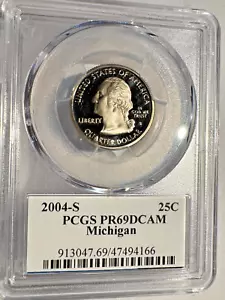 UNITED STATES OF AMERICA
LIBERTY
IN GOD WE
TRUST
S
QUARTER DOLLAR
2004-S 25C
PCGS PR69DCAM
Michigan
913047.69/47494166